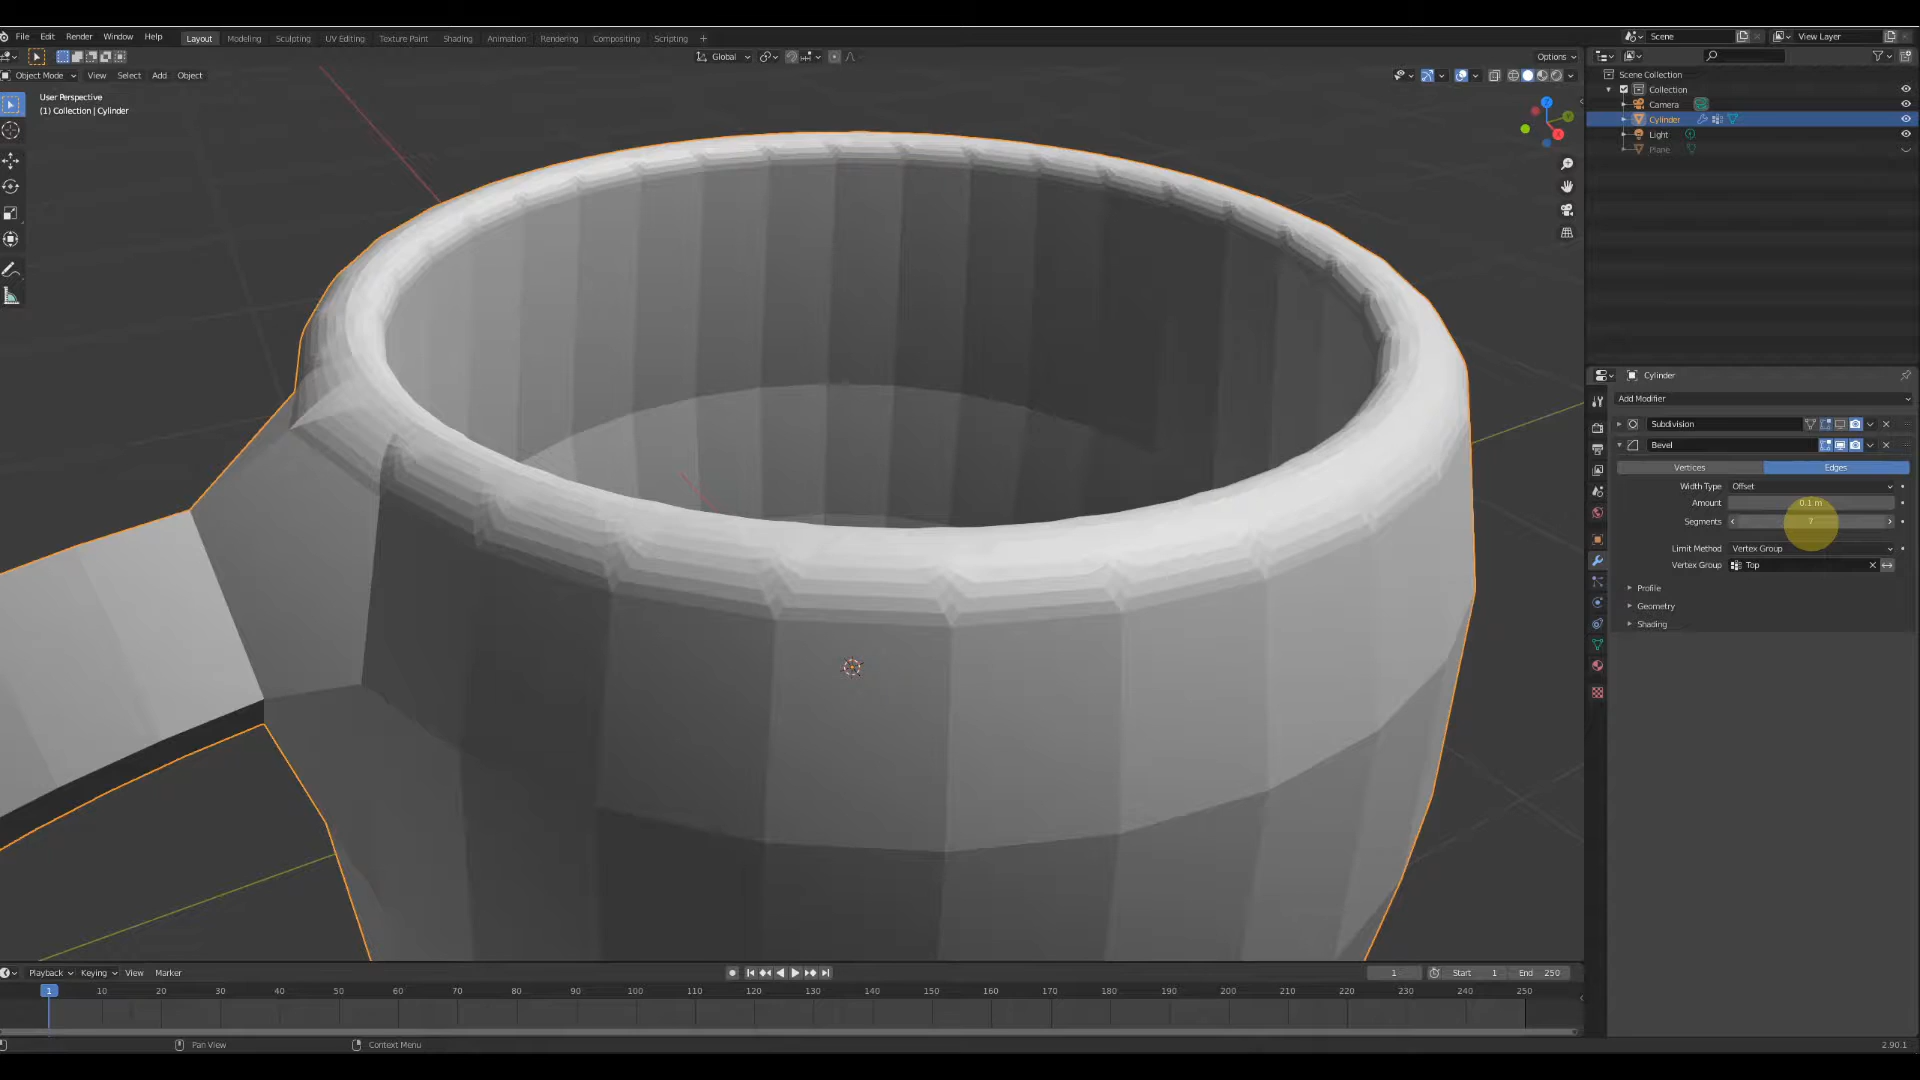 File Edit Render Window Help Layout Modeling Sculpting UV Editing Texture Paint Shading Animation Rendering Compositing Scripting + Scene View Layer
Global Options
Object Mode View Select Add Object
User Perspective
(1) Collection | Cylinder
Scene Collection
Collection
Camera
Cylinder
Light
Plane
Cylinder
Add Modifier
Subdivision
Bevel
Vertices Edges
Width Type Offset
Amount 0.1 m
Segments 7
Limit Method Vertex Group
Vertex Group Top
Profile
Geometry
Shading
Playback Keying View Marker 1 Start 1 End 250
1 10 20 30 40 50 60 70 80 90 100 110 120 130 140 150 160 170 180 190 200 210 220 230 240 250
Pan View Context Menu 2.90.1